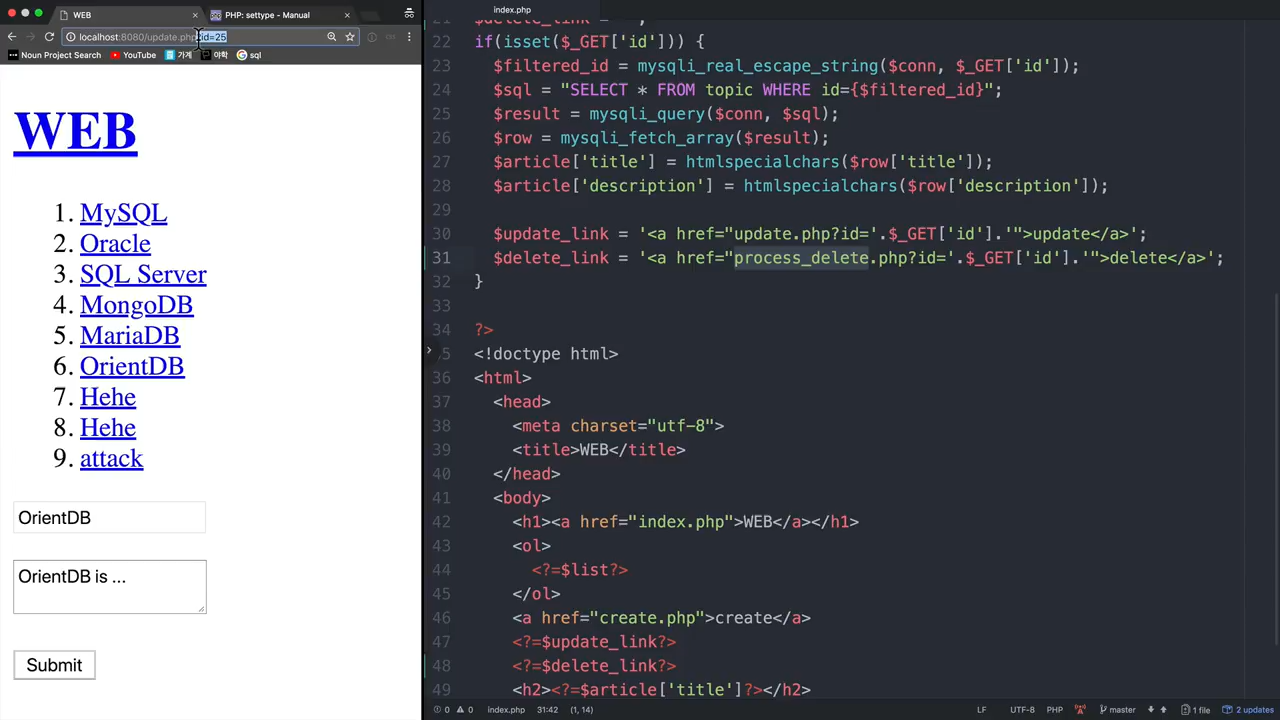 WEB
PHP: settype - Manual
localhost:8080/update.php?id=25
Noun Project Search
YouTube
가계
야학
sql
WEB
1. MySQL
2. Oracle
3. SQL Server
4. MongoDB
5. MariaDB
6. OrientDB
7. Hehe
8. Hehe
9. attack
OrientDB
OrientDB is ...
Submit
index.php
21
22 if(isset($_GET['id'])) {
23 $filtered_id = mysqli_real_escape_string($conn, $_GET['id']);
24 $sql = "SELECT * FROM topic WHERE id={$filtered_id}";
25 $result = mysqli_query($conn, $sql);
26 $row = mysqli_fetch_array($result);
27 $article['title'] = htmlspecialchars($row['title']);
28 $article['description'] = htmlspecialchars($row['description']);
29
30 $update_link = '<a href="update.php?id='.$_GET['id'].'">update</a>';
31 $delete_link = '<a href="process_delete.php?id='.$_GET['id'].'">delete</a>';
32 }
33
34 ?>
35 <!doctype html>
36 <html>
37 <head>
38 <meta charset="utf-8">
39 <title>WEB</title>
40 </head>
41 <body>
42 <h1><a href="index.php">WEB</a></h1>
43 <ol>
44 <?=$list?>
45 </ol>
46 <a href="create.php">create</a>
47 <?=$update_link?>
48 <?=$delete_link?>
49 <h2><?=$article['title']?></h2>
0 0 index.php 31:42 (1, 14)
LF UTF-8 PHP master 1 file 2 updates